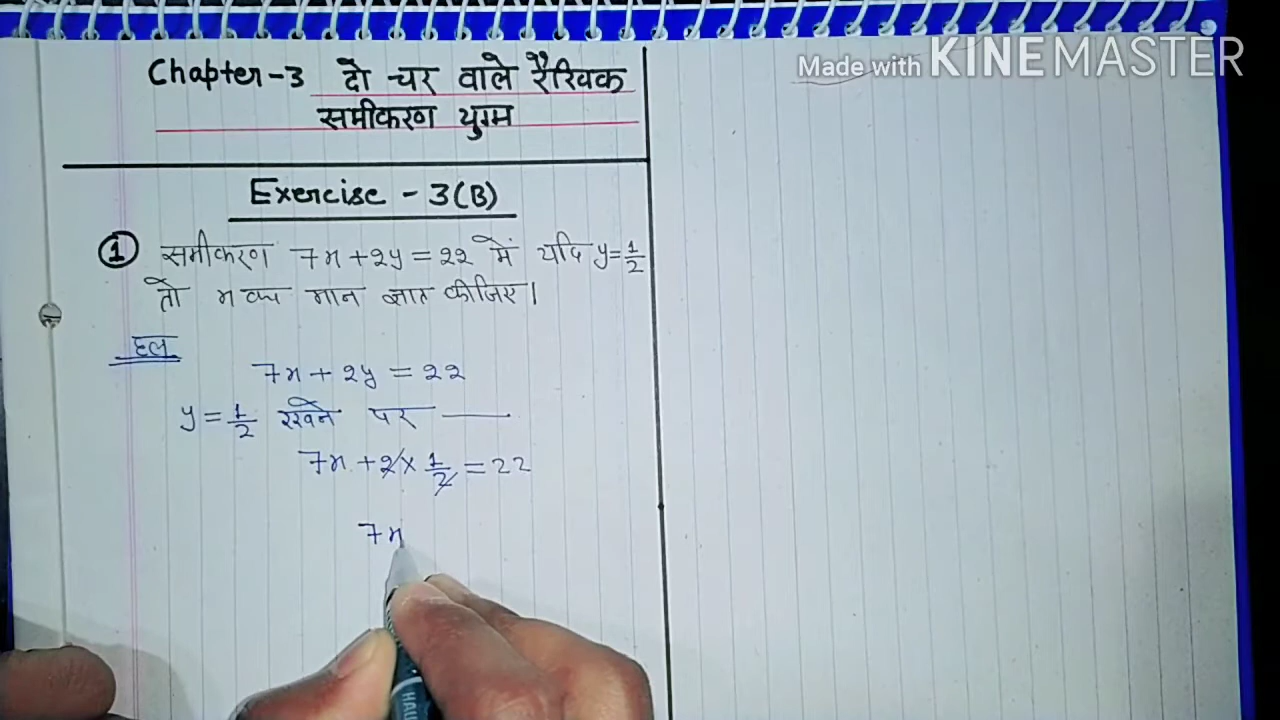 Made with KINEMASTER
Chapter-3 दो चर वाले रैखिक
समीकरण युग्म
Exercise - 3(B)
1 समीकरण 7x + 2y = 22 में यदि y = 1/2
तो x का मान ज्ञात कीजिए।
हल
7x + 2y = 22
y = 1/2 रखने पर ——
7x + 2 × 1/2 = 22
7x